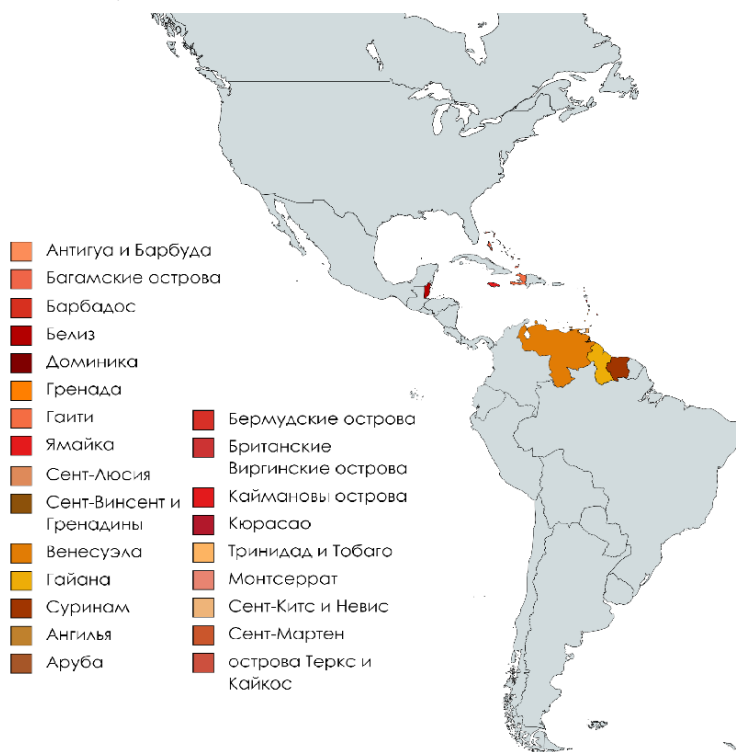 Антигуа и Барбуда
Багамские острова
Барбадос
Белиз
Доминика
Гренада
Гаити
Ямайка
Сент-Люсия
Сент-Винсент и
Гренадины
Венесуэла
Гайана
Суринам
Ангилья
Аруба
Бермудские острова
Британские
Виргинские острова
Каймановы острова
Кюрасао
Тринидад и Тобаго
Монтсеррат
Сент-Китс и Невис
Сент-Мартен
острова Теркс и
Кайкос